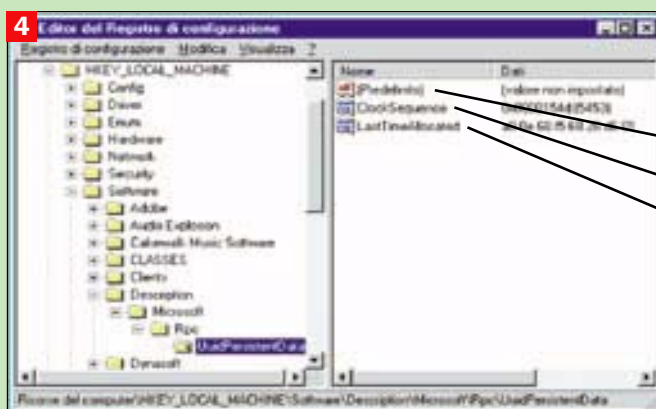 4
Editor del Registro di configurazione
Registro di configurazione Modifica Visualizza ?
HKEY_LOCAL_MACHINE
Config
Driver
Enum
Hardware
Network
Security
Software
Adobe
Audio Explosion
Cakewalk Music Software
CLASSES
Clients
Description
Microsoft
Rpc
UuidPersistentData
Nome Dati
(Predefinito) (valore non impostato)
ClockSequence
LastTimeAllocated
Risorse del computer\HKEY_LOCAL_MACHINE\Software\Description\Microsoft\Rpc\UuidPersistentData